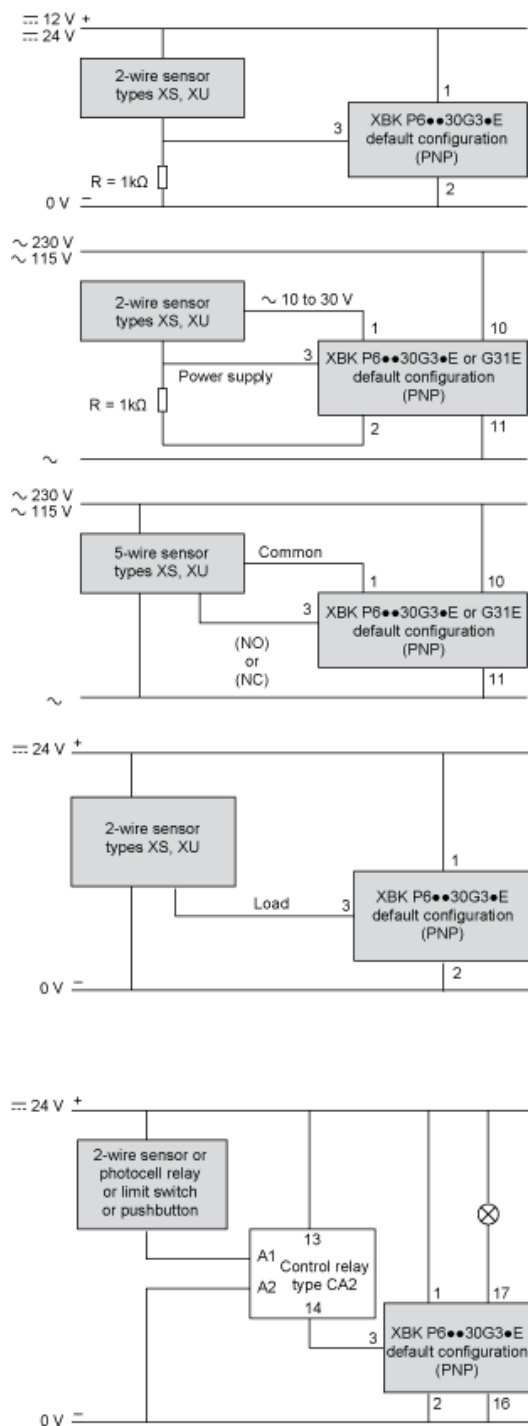 ⎓ 12 V +
⎓ 24 V
2-wire sensor
types XS, XU
1
3
XBK P6●●30G3●E
default configuration
(PNP)
R = 1kΩ
2
0 V −
~ 230 V
~ 115 V
2-wire sensor
types XS, XU
~ 10 to 30 V
1
10
3
Power supply
XBK P6●●30G3●E or G31E
default configuration
(PNP)
R = 1kΩ
2
11
~
~ 230 V
~ 115 V
5-wire sensor
types XS, XU
Common
1
10
3
XBK P6●●30G3●E or G31E
default configuration
(PNP)
(NO)
or
(NC)
11
~
⎓ 24 V +
2-wire sensor
types XS, XU
1
Load
3
XBK P6●●30G3●E
default configuration
(PNP)
2
0 V −
⎓ 24 V +
2-wire sensor or
photocell relay
or limit switch
or pushbutton
13
A1
Control relay
A2
type CA2
14
1
17
3
XBK P6●●30G3●E
default configuration
(PNP)
2
16
0 V −